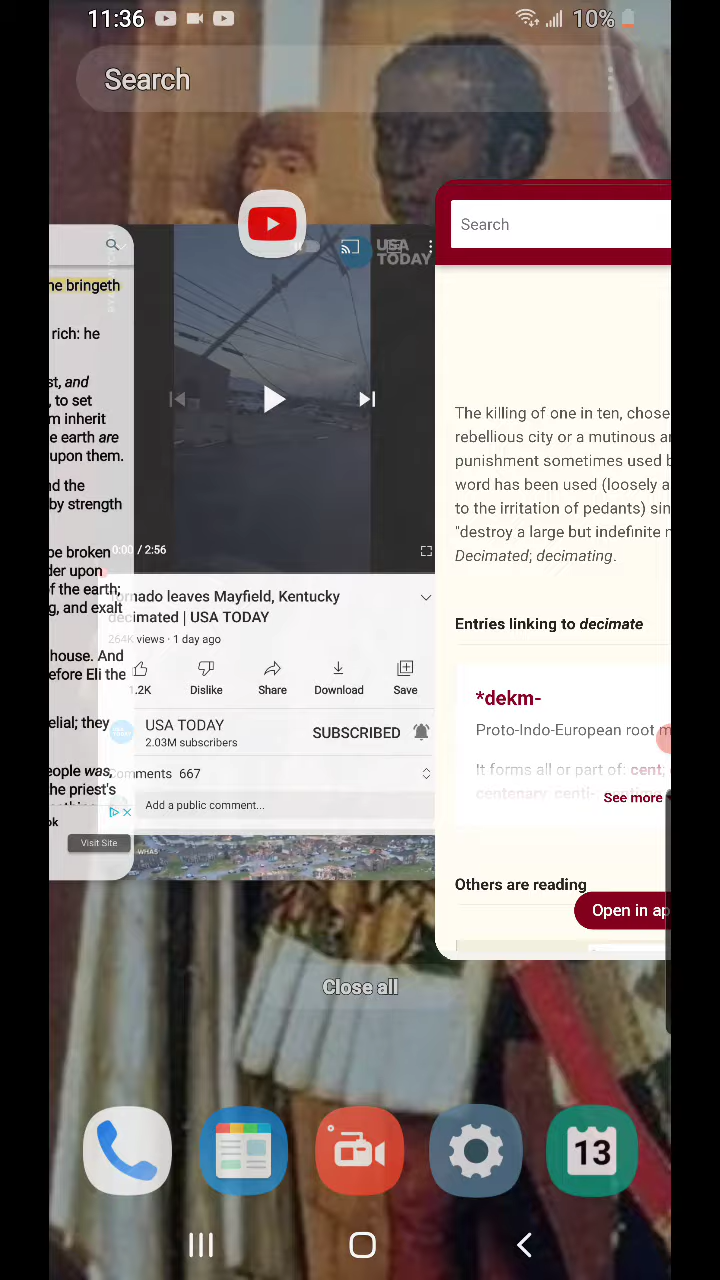 11:36
10%
Search
he bringeth
rich: he
st, and
, to set
m inherit
e earth are
upon them.
nd the
by strength
be broken
der upon
f the earth;
g, and exalt
house. And
efore Eli the
elial; they
eople was,
the priest's
ok
Visit Site
USA
TODAY
0:00 / 2:56
Tornado leaves Mayfield, Kentucky
decimated | USA TODAY
264K views · 1 day ago
1.2K
Dislike
Share
Download
Save
USA TODAY
2.03M subscribers
SUBSCRIBED
Comments 667
Add a public comment...
WHAS
Search
The killing of one in ten, chose
rebellious city or a mutinous a
punishment sometimes used b
word has been used (loosely a
to the irritation of pedants) sin
"destroy a large but indefinite n
Decimated; decimating.
Entries linking to decimate
*dekm-
Proto-Indo-European root m
It forms all or part of: cent;
centenary, centi-
See more
Others are reading
Open in ap
Close all
13